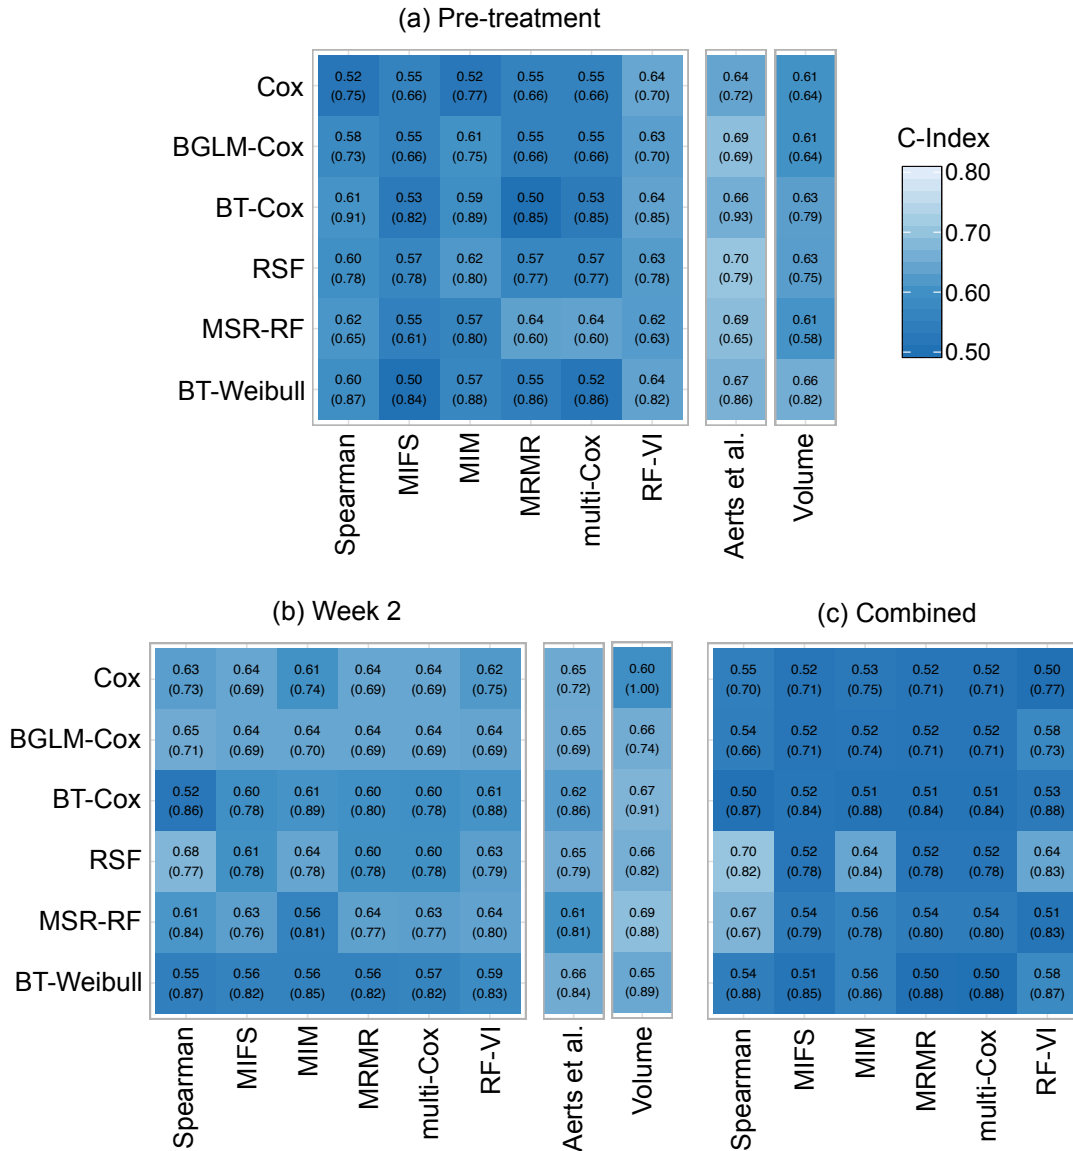 (a) Pre-treatment
Cox
0.52 0.55 0.52 0.55 0.55 0.64 0.64 0.61
(0.75) (0.66) (0.77) (0.66) (0.66) (0.70) (0.72) (0.64)
BGLM-Cox
0.58 0.55 0.61 0.55 0.55 0.63 0.69 0.61
(0.73) (0.66) (0.75) (0.66) (0.66) (0.70) (0.69) (0.64)
BT-Cox
0.61 0.53 0.59 0.50 0.53 0.64 0.66 0.63
(0.91) (0.82) (0.89) (0.85) (0.85) (0.85) (0.93) (0.79)
RSF
0.60 0.57 0.62 0.57 0.57 0.63 0.70 0.63
(0.78) (0.78) (0.80) (0.77) (0.77) (0.78) (0.79) (0.75)
MSR-RF
0.62 0.55 0.57 0.64 0.64 0.62 0.69 0.61
(0.65) (0.61) (0.80) (0.60) (0.60) (0.63) (0.65) (0.58)
BT-Weibull
0.60 0.50 0.57 0.55 0.52 0.64 0.67 0.66
(0.87) (0.84) (0.88) (0.86) (0.86) (0.82) (0.86) (0.82)
Spearman
MIFS
MIM
MRMR
multi-Cox
RF-VI
Aerts et al.
Volume
C-Index
0.80
0.70
0.60
0.50
(b) Week 2
Cox
0.63 0.64 0.61 0.64 0.64 0.62 0.65 0.60
(0.73) (0.69) (0.74) (0.69) (0.69) (0.75) (0.72) (1.00)
BGLM-Cox
0.65 0.64 0.64 0.64 0.64 0.64 0.65 0.66
(0.71) (0.69) (0.70) (0.69) (0.69) (0.69) (0.69) (0.74)
BT-Cox
0.52 0.60 0.61 0.60 0.60 0.61 0.62 0.67
(0.86) (0.78) (0.89) (0.80) (0.78) (0.88) (0.86) (0.91)
RSF
0.68 0.61 0.64 0.60 0.60 0.63 0.65 0.66
(0.77) (0.78) (0.78) (0.78) (0.78) (0.79) (0.79) (0.82)
MSR-RF
0.61 0.63 0.56 0.64 0.63 0.64 0.61 0.69
(0.84) (0.76) (0.81) (0.77) (0.77) (0.80) (0.81) (0.88)
BT-Weibull
0.55 0.56 0.56 0.56 0.57 0.59 0.66 0.65
(0.87) (0.82) (0.85) (0.82) (0.82) (0.83) (0.84) (0.89)
Spearman
MIFS
MIM
MRMR
multi-Cox
RF-VI
Aerts et al.
Volume
(c) Combined
0.55 0.52 0.53 0.52 0.52 0.50
(0.70) (0.71) (0.75) (0.71) (0.71) (0.77)
0.54 0.52 0.52 0.52 0.52 0.58
(0.66) (0.71) (0.74) (0.71) (0.71) (0.73)
0.50 0.52 0.51 0.51 0.51 0.53
(0.87) (0.84) (0.88) (0.84) (0.84) (0.88)
0.70 0.52 0.64 0.52 0.52 0.64
(0.82) (0.78) (0.84) (0.78) (0.78) (0.83)
0.67 0.54 0.56 0.54 0.54 0.51
(0.67) (0.79) (0.78) (0.80) (0.80) (0.83)
0.54 0.51 0.56 0.50 0.50 0.58
(0.88) (0.85) (0.86) (0.88) (0.88) (0.87)
Spearman
MIFS
MIM
MRMR
multi-Cox
RF-VI